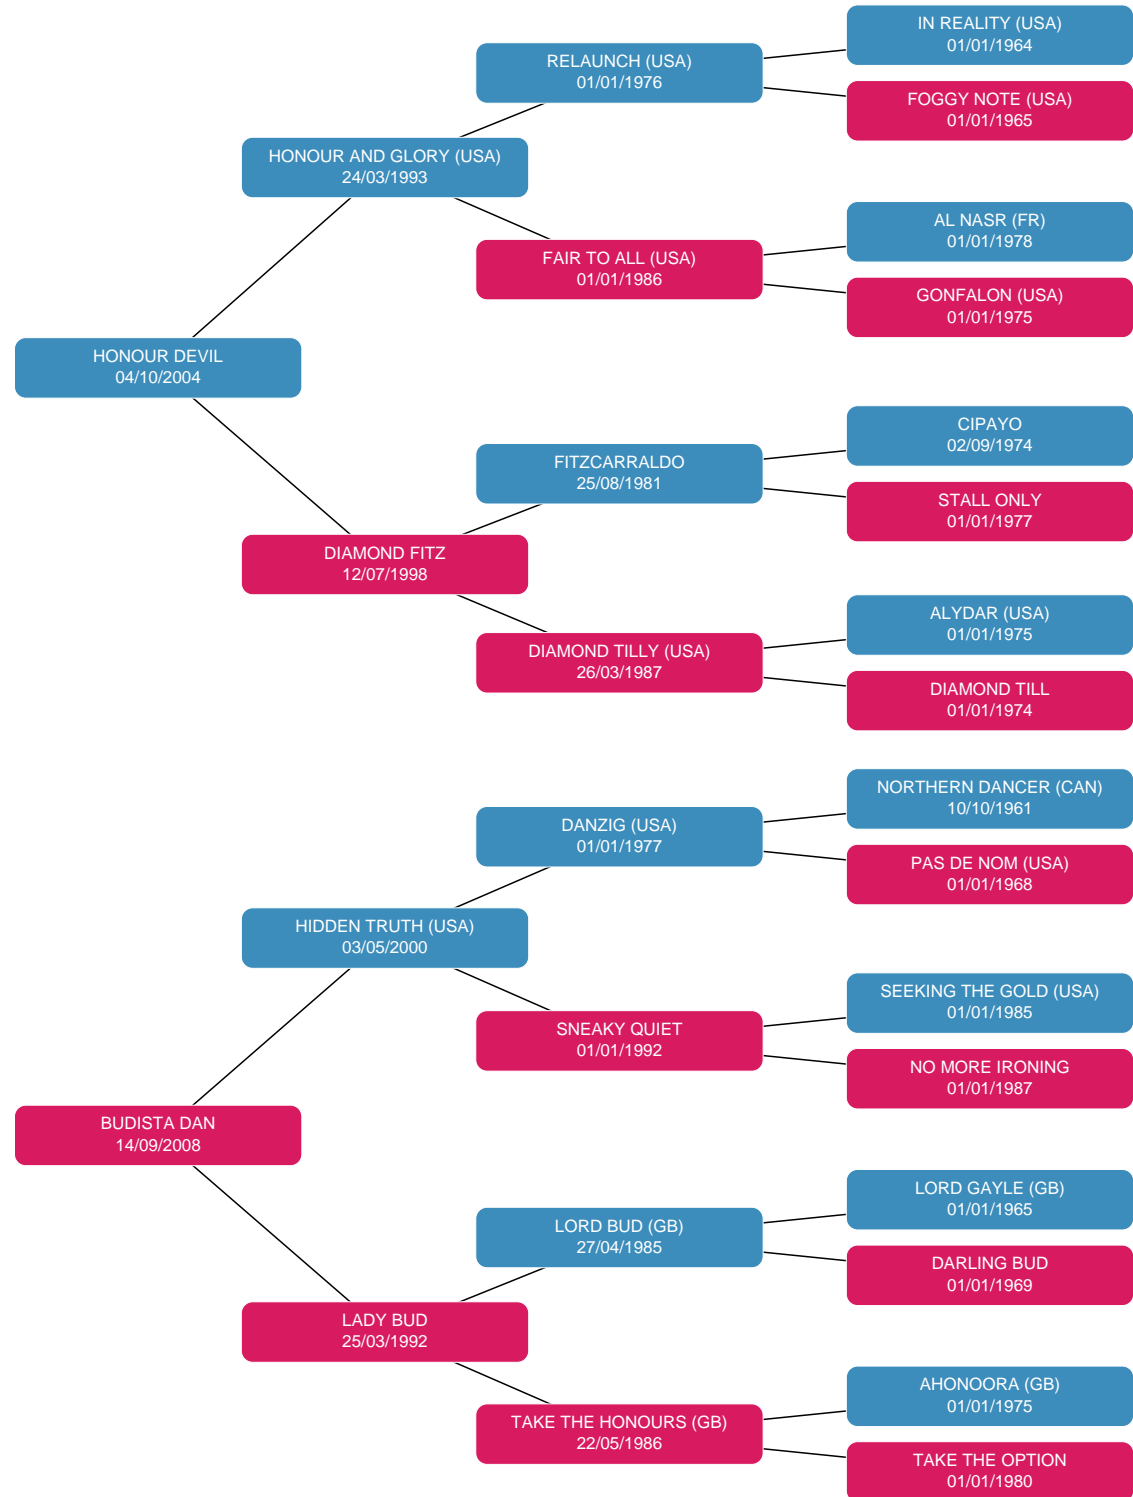 IN REALITY (USA)
01/01/1964
RELAUNCH (USA)
01/01/1976
FOGGY NOTE (USA)
01/01/1965
HONOUR AND GLORY (USA)
24/03/1993
AL NASR (FR)
01/01/1978
FAIR TO ALL (USA)
01/01/1986
GONFALON (USA)
01/01/1975
HONOUR DEVIL
04/10/2004
CIPAYO
02/09/1974
FITZCARRALDO
25/08/1981
STALL ONLY
01/01/1977
DIAMOND FITZ
12/07/1998
ALYDAR (USA)
01/01/1975
DIAMOND TILLY (USA)
26/03/1987
DIAMOND TILL
01/01/1974
NORTHERN DANCER (CAN)
10/10/1961
DANZIG (USA)
01/01/1977
PAS DE NOM (USA)
01/01/1968
HIDDEN TRUTH (USA)
03/05/2000
SEEKING THE GOLD (USA)
01/01/1985
SNEAKY QUIET
01/01/1992
NO MORE IRONING
01/01/1987
BUDISTA DAN
14/09/2008
LORD GAYLE (GB)
01/01/1965
LORD BUD (GB)
27/04/1985
DARLING BUD
01/01/1969
LADY BUD
25/03/1992
AHONOORA (GB)
01/01/1975
TAKE THE HONOURS (GB)
22/05/1986
TAKE THE OPTION
01/01/1980